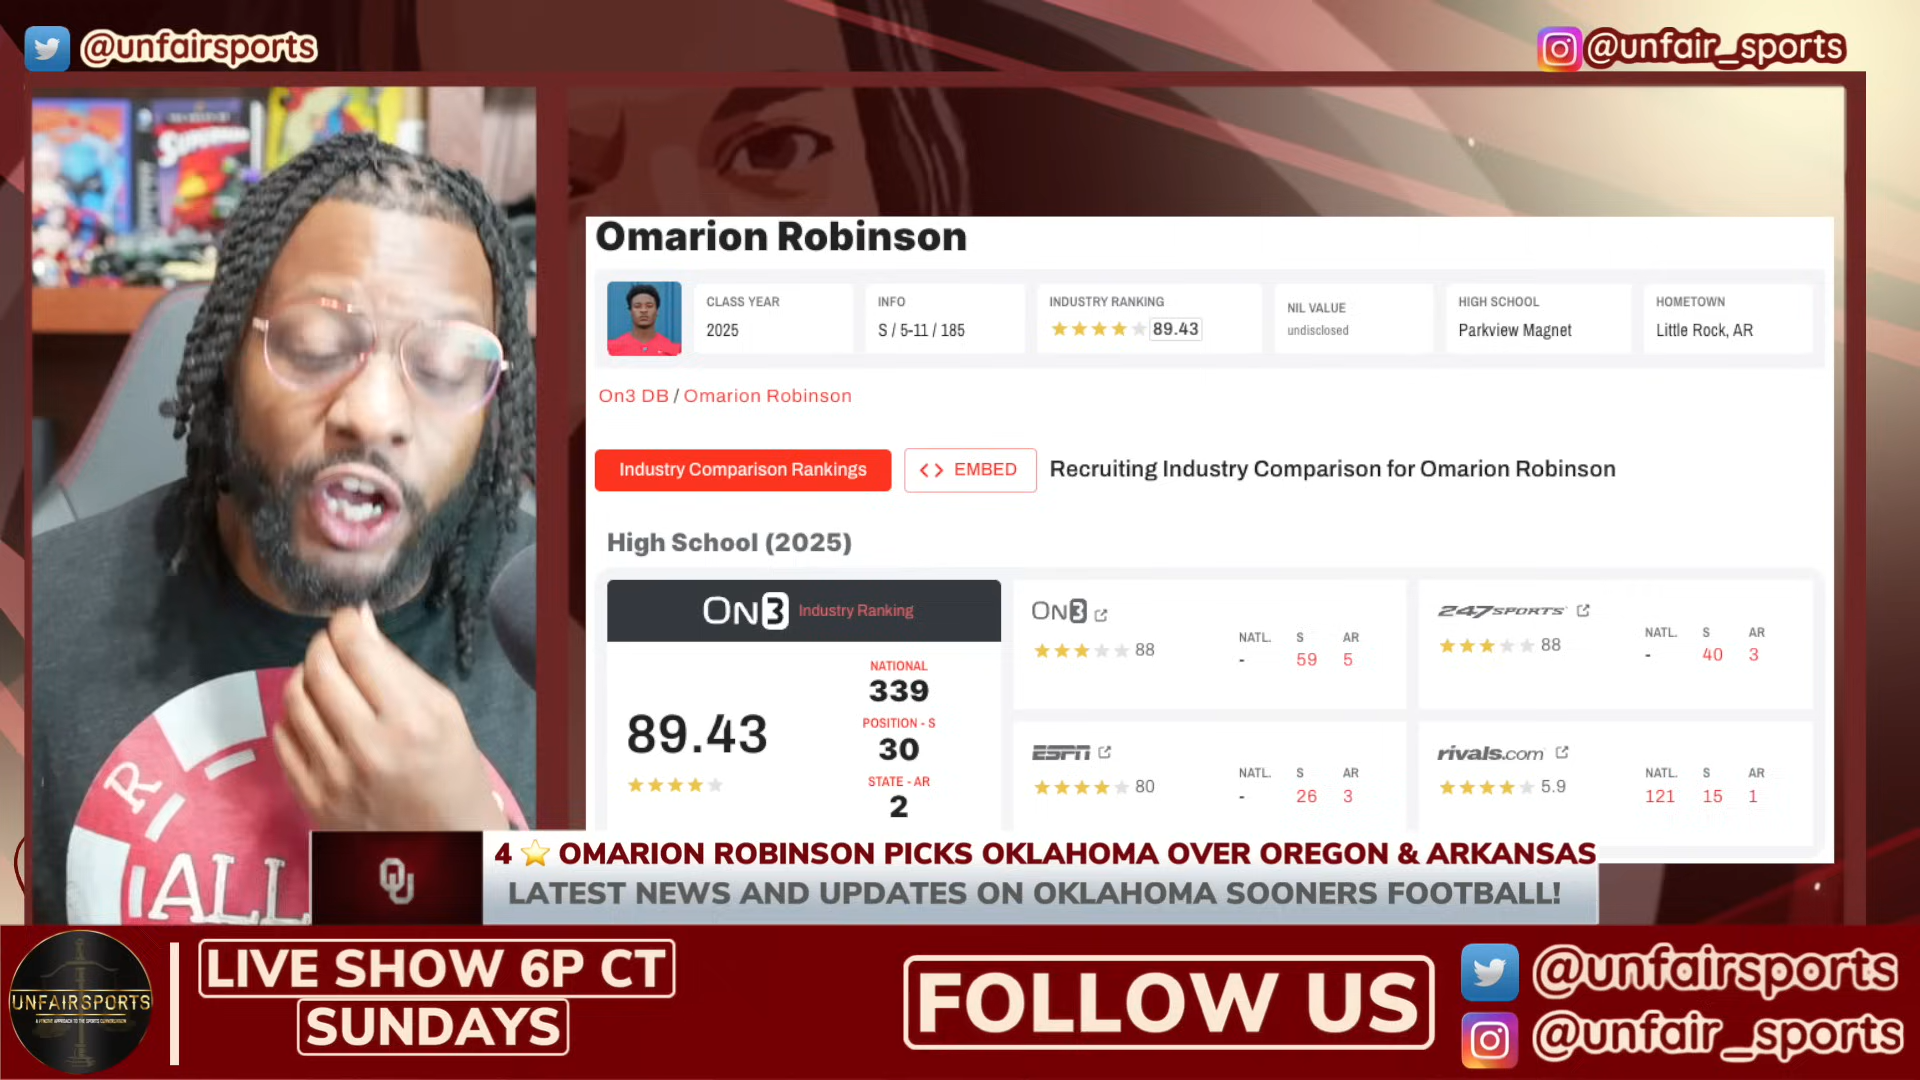 @unfairsports
@unfair_sports
SUPERMAN
Omarion Robinson
CLASS YEAR
2025
INFO
S / 5-11 / 185
INDUSTRY RANKING
89.43
NIL VALUE
undisclosed
HIGH SCHOOL
Parkview Magnet
HOMETOWN
Little Rock, AR
On3 DB / Omarion Robinson
Industry Comparison Rankings
<> EMBED
Recruiting Industry Comparison for Omarion Robinson
High School (2025)
ON3 Industry Ranking
NATIONAL
339
89.43
POSITION - S
30
STATE - AR
2
ON3
88
NATL. S AR
- 59 5
247SPORTS
88
NATL. S AR
- 40 3
ESPN
80
NATL. S AR
- 26 3
rivals.com
5.9
NATL. S AR
121 15 1
R
ALL
OU
4 ⭐ OMARION ROBINSON PICKS OKLAHOMA OVER OREGON & ARKANSAS
LATEST NEWS AND UPDATES ON OKLAHOMA SOONERS FOOTBALL!
UNFAIRSPORTS
LIVE SHOW 6P CT
SUNDAYS
FOLLOW US
@unfairsports
@unfair_sports